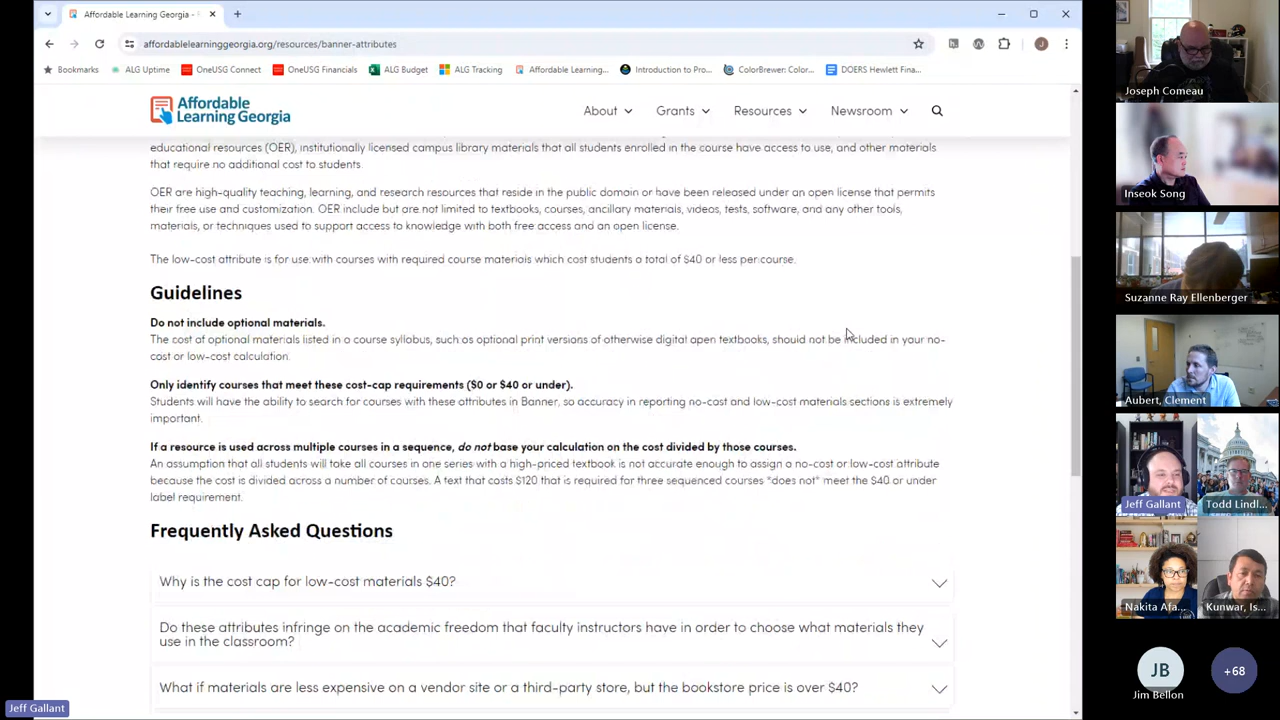 Affordable Learning Georgia -
affordablelearninggeorgia.org/resources/banner-attributes
J
Bookmarks
ALG Uptime
OneUSG Connect
OneUSG Financials
ALG Budget
ALG Tracking
Affordable Learning...
Introduction to Pro...
ColorBrewer: Color...
DOERS Hewlett Fina...
Affordable
Learning Georgia
About
Grants
Resources
Newsroom
educational resources (OER), institutionally licensed campus library materials that all students enrolled in the course have access to use, and other materials
that require no additional cost to students.
OER are high-quality teaching, learning, and research resources that reside in the public domain or have been released under an open license that permits
their free use and customization. OER include but are not limited to textbooks, courses, ancillary materials, videos, tests, software, and any other tools,
materials, or techniques used to support access to knowledge with both free access and an open license.
The low-cost attribute is for use with courses with required course materials which cost students a total of $40 or less per course.
Guidelines
Do not include optional materials.
The cost of optional materials listed in a course syllabus, such as optional print versions of otherwise digital open textbooks, should not be included in your no-
cost or low-cost calculation.
Only identify courses that meet these cost-cap requirements ($0 or $40 or under).
Students will have the ability to search for courses with these attributes in Banner, so accuracy in reporting no-cost and low-cost materials sections is extremely
important.
If a resource is used across multiple courses in a sequence, do not base your calculation on the cost divided by those courses.
An assumption that all students will take all courses in one series with a high-priced textbook is not accurate enough to assign a no-cost or low-cost attribute
because the cost is divided across a number of courses. A text that costs $120 that is required for three sequenced courses *does not* meet the $40 or under
label requirement.
Frequently Asked Questions
Why is the cost cap for low-cost materials $40?
Do these attributes infringe on the academic freedom that faculty instructors have in order to choose what materials they
use in the classroom?
What if materials are less expensive on a vendor site or a third-party store, but the bookstore price is over $40?
Jeff Gallant
Joseph Comeau
Inseok Song
Suzanne Ray Ellenberger
Aubert, Clement
Jeff Gallant
Todd Lindl...
Nakita Afa...
Kunwar, Is...
JB
Jim Bellon
+68